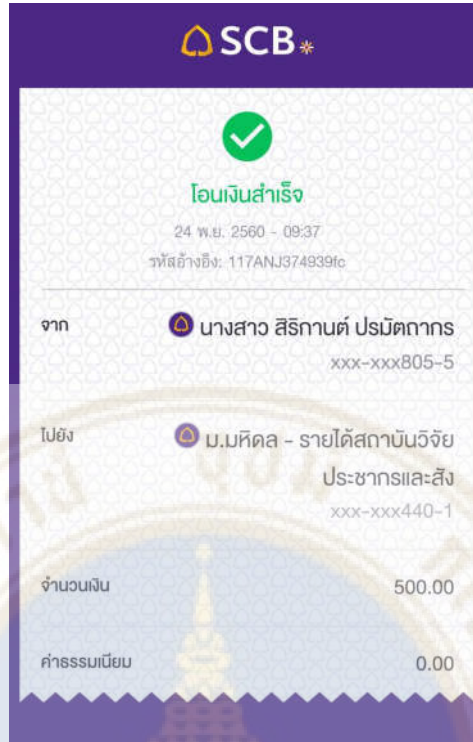 SCB
โอนเงินสำเร็จ
24 พ.ย. 2560 - 09:37
รหัสอ้างอิง: 117ANJ374939fc
จาก นางสาว สิริกานต์ ปรมัตถากร
xxx-xxx805-5
ไปยัง ม.มหิดล - รายได้สถาบันวิจัย
ประชากรและสัง
xxx-xxx440-1
จำนวนเงิน 500.00
ค่าธรรมเนียม 0.00